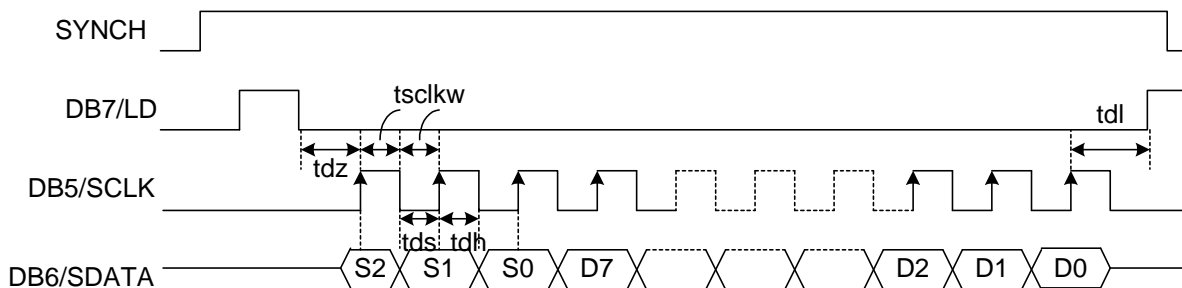 SYNCH
DB7/LD
tsclkw
tdl
tdz
DB5/SCLK
tds tdh
DB6/SDATA
S2 S1 S0 D7 D2 D1 D0